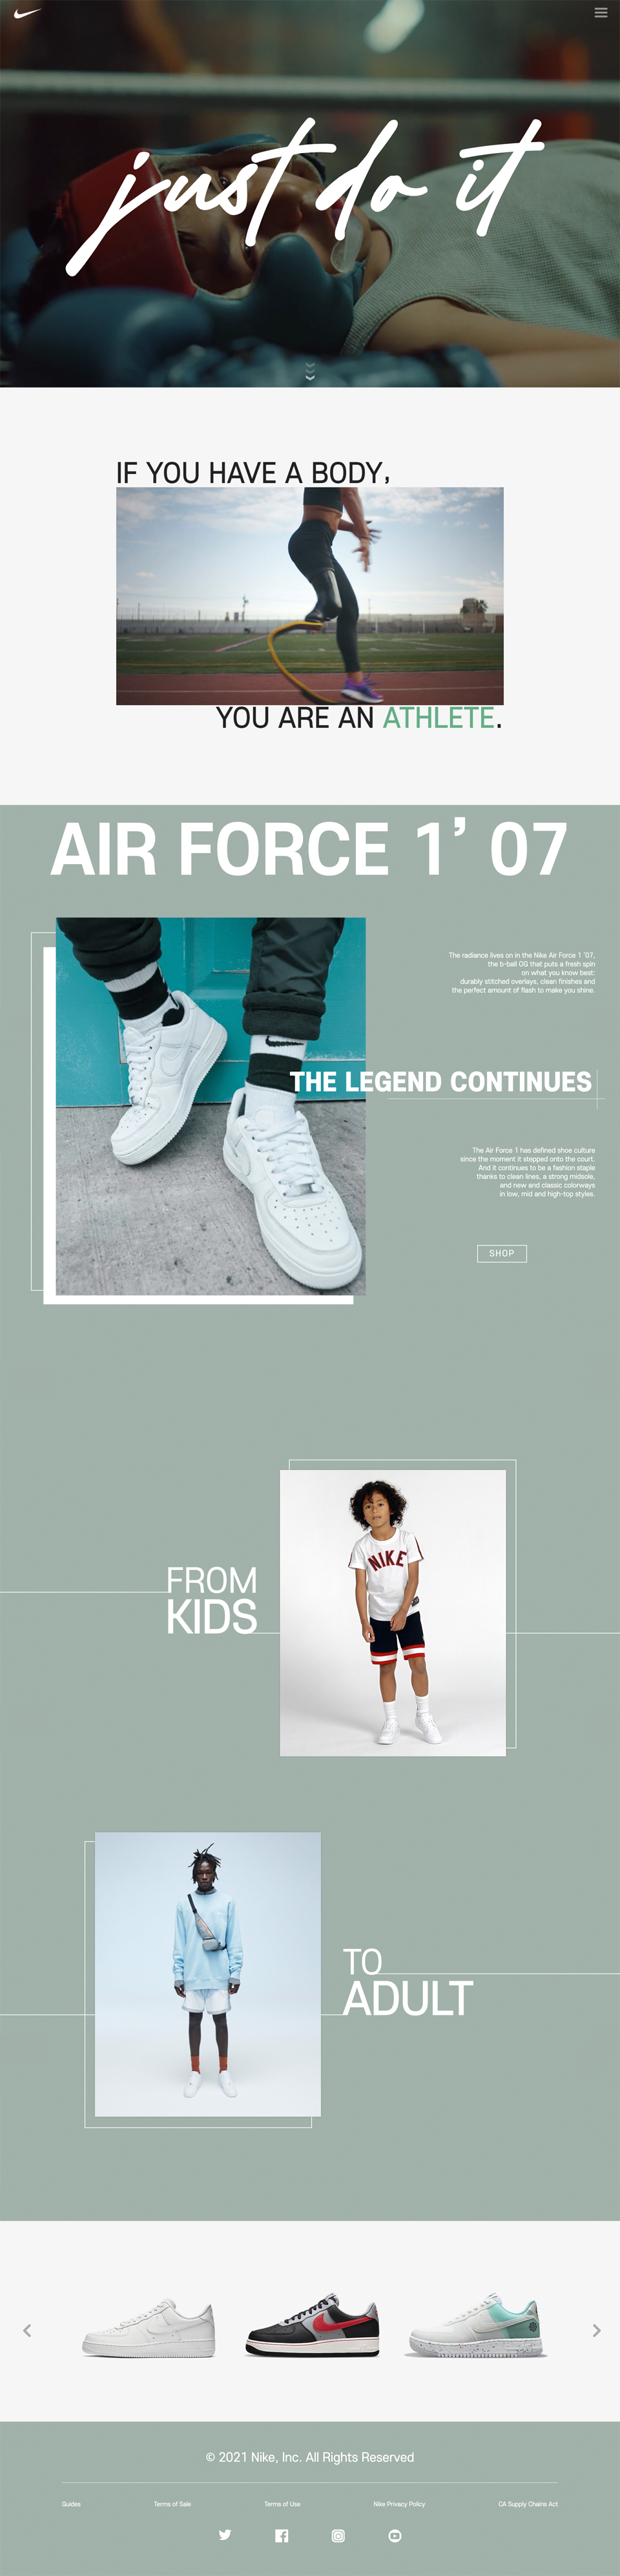 just do it
IF YOU HAVE A BODY,
YOU ARE AN ATHLETE.
AIR FORCE 1’ 07
The radiance lives on in the Nike Air Force 1 ’07,
the b-ball OG that puts a fresh spin
on what you know best:
durably stitched overlays, clean finishes and
the perfect amount of flash to make you shine.
THE LEGEND CONTINUES
The Air Force 1 has defined shoe culture
since the moment it stepped onto the court.
And it continues to be a fashion staple
thanks to clean lines, a strong midsole,
and new and classic colorways
in low, mid and high-top styles.
SHOP
FROM
KIDS
NIKE
TO
ADULT
© 2021 Nike, Inc. All Rights Reserved
Guides
Terms of Sale
Terms of Use
Nike Privacy Policy
CA Supply Chains Act